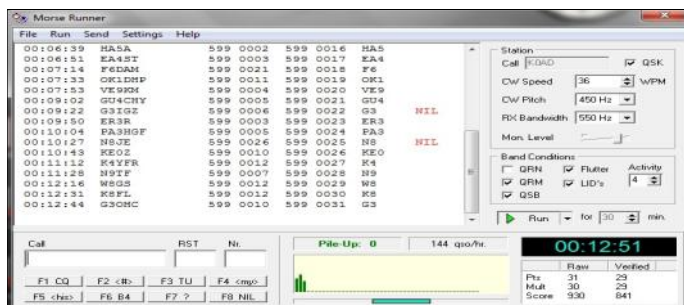 Morse Runner
File Run Send Settings Help
00:06:39 HA5A 599 0002 599 0016 HA5
00:06:51 EA4ST 599 0003 599 0017 EA4
00:07:14 F6DAM 599 0021 599 0018 F6
00:07:33 OK1DMP 599 0011 599 0019 OK1
00:07:53 VE9KM 599 0004 599 0020 VE9
00:09:02 GU4CHY 599 0005 599 0021 GU4
00:09:22 G3IGZ 599 0006 599 0022 G3 NIL
00:09:50 ER3R 599 0003 599 0023 ER3
00:10:04 PA3HGF 599 0005 599 0024 PA3
00:10:27 N8JE 599 0026 599 0025 N8 NIL
00:10:43 KE0Z 599 0010 599 0026 KE0
00:11:12 K4YFR 599 0012 599 0027 K4
00:11:28 N9TF 599 0007 599 0028 N9
00:12:16 W8GS 599 0012 599 0029 W8
00:12:31 K8FL 599 0012 599 0030 K8
00:12:44 G3OMC 599 0010 599 0031 G3
Station
Call K0AD QSK
CW Speed 36 WPM
CW Pitch 450 Hz
RX Bandwidth 550 Hz
Mon. Level
Band Conditions
QRN Flutter Activity
QRM LID's 4
QSB
Run for 30 min.
Call RST Nr.
F1 CQ F2 <#> F3 TU F4 <my>
F5 <his> F6 B4 F7 ? F8 NIL
Pile-Up: 0 144 qso/hr.
00:12:51
Raw Verified
Pts 31 29
Mult 30 29
Score 930 841